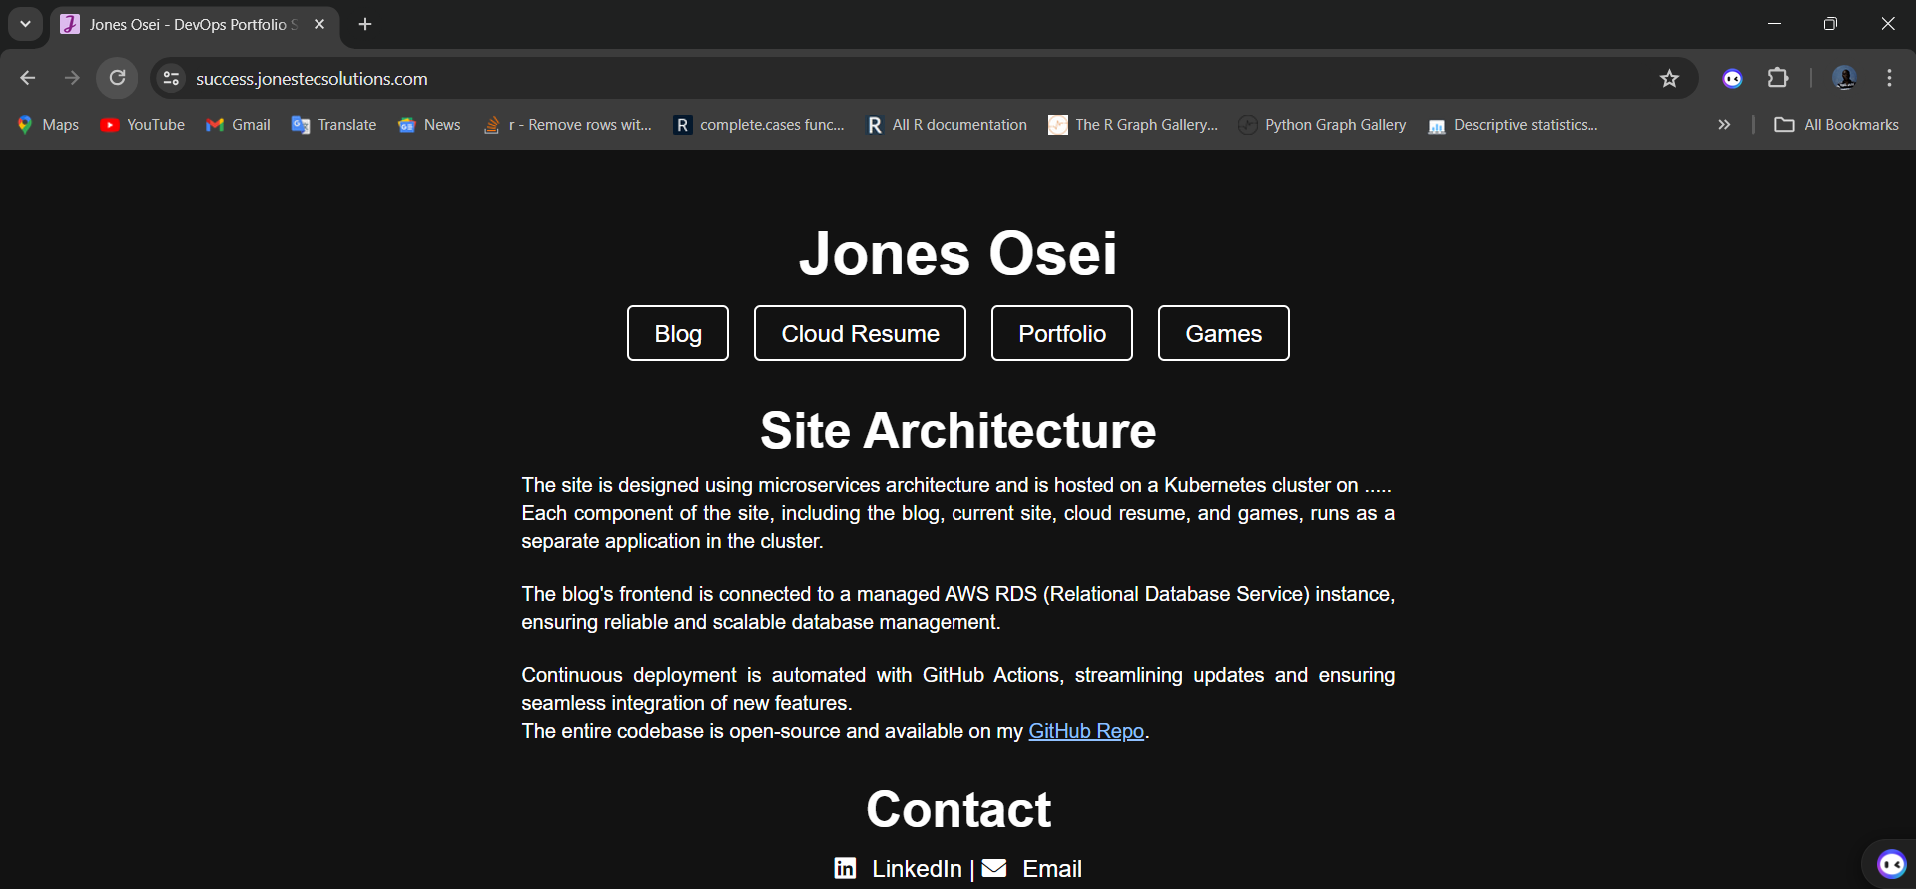 Jones Osei - DevOps Portfolio S
success.jonestecsolutions.com
Maps YouTube Gmail Translate News r - Remove rows wit... complete.cases func... All R documentation The R Graph Gallery... Python Graph Gallery Descriptive statistics... » All Bookmarks
Jones Osei
Blog Cloud Resume Portfolio Games
Site Architecture
The site is designed using microservices architecture and is hosted on a Kubernetes cluster on .....
Each component of the site, including the blog, current site, cloud resume, and games, runs as a
separate application in the cluster.
The blog's frontend is connected to a managed AWS RDS (Relational Database Service) instance,
ensuring reliable and scalable database management.
Continuous deployment is automated with GitHub Actions, streamlining updates and ensuring
seamless integration of new features.
The entire codebase is open-source and available on my GitHub Repo.
Contact
LinkedIn | Email